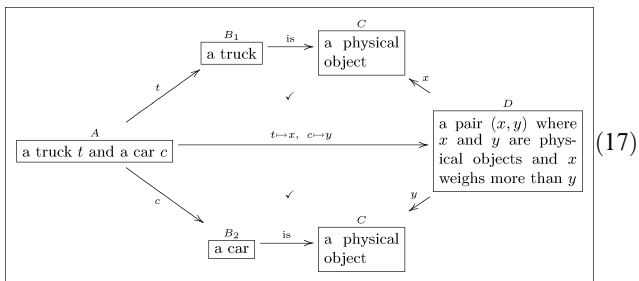 B₁
a truck
is
C
a physical
object
t
✓
x
A
a truck t and a car c
t↦x, c↦y
D
a pair (x, y) where
x and y are phys-
ical objects and x
weighs more than y
(17)
c
✓
y
B₂
a car
is
C
a physical
object